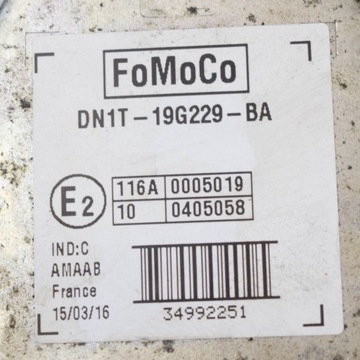 FoMoCo
DN1T-19G229-BA
E2
116A 0005019
10 0405058
IND:C
AMAAB
France
15/03/16
34992251